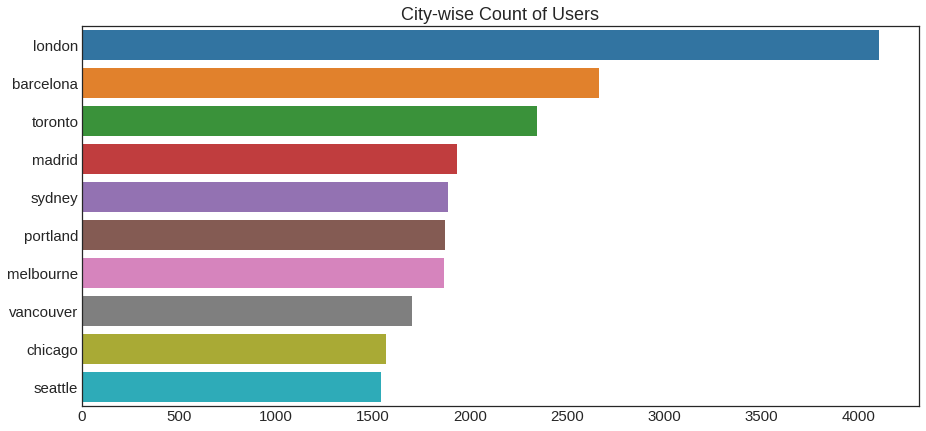 City-wise Count of Users
london
barcelona
toronto
madrid
sydney
portland
melbourne
vancouver
chicago
seattle
0 500 1000 1500 2000 2500 3000 3500 4000